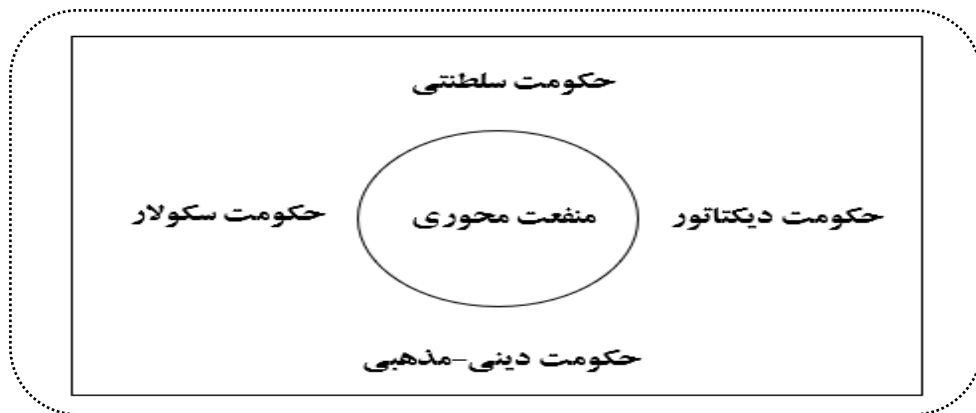 حکومت سلطنتی
حکومت دیکتاتور
منفعت محوری
حکومت سکولار
حکومت دینی-مذهبی